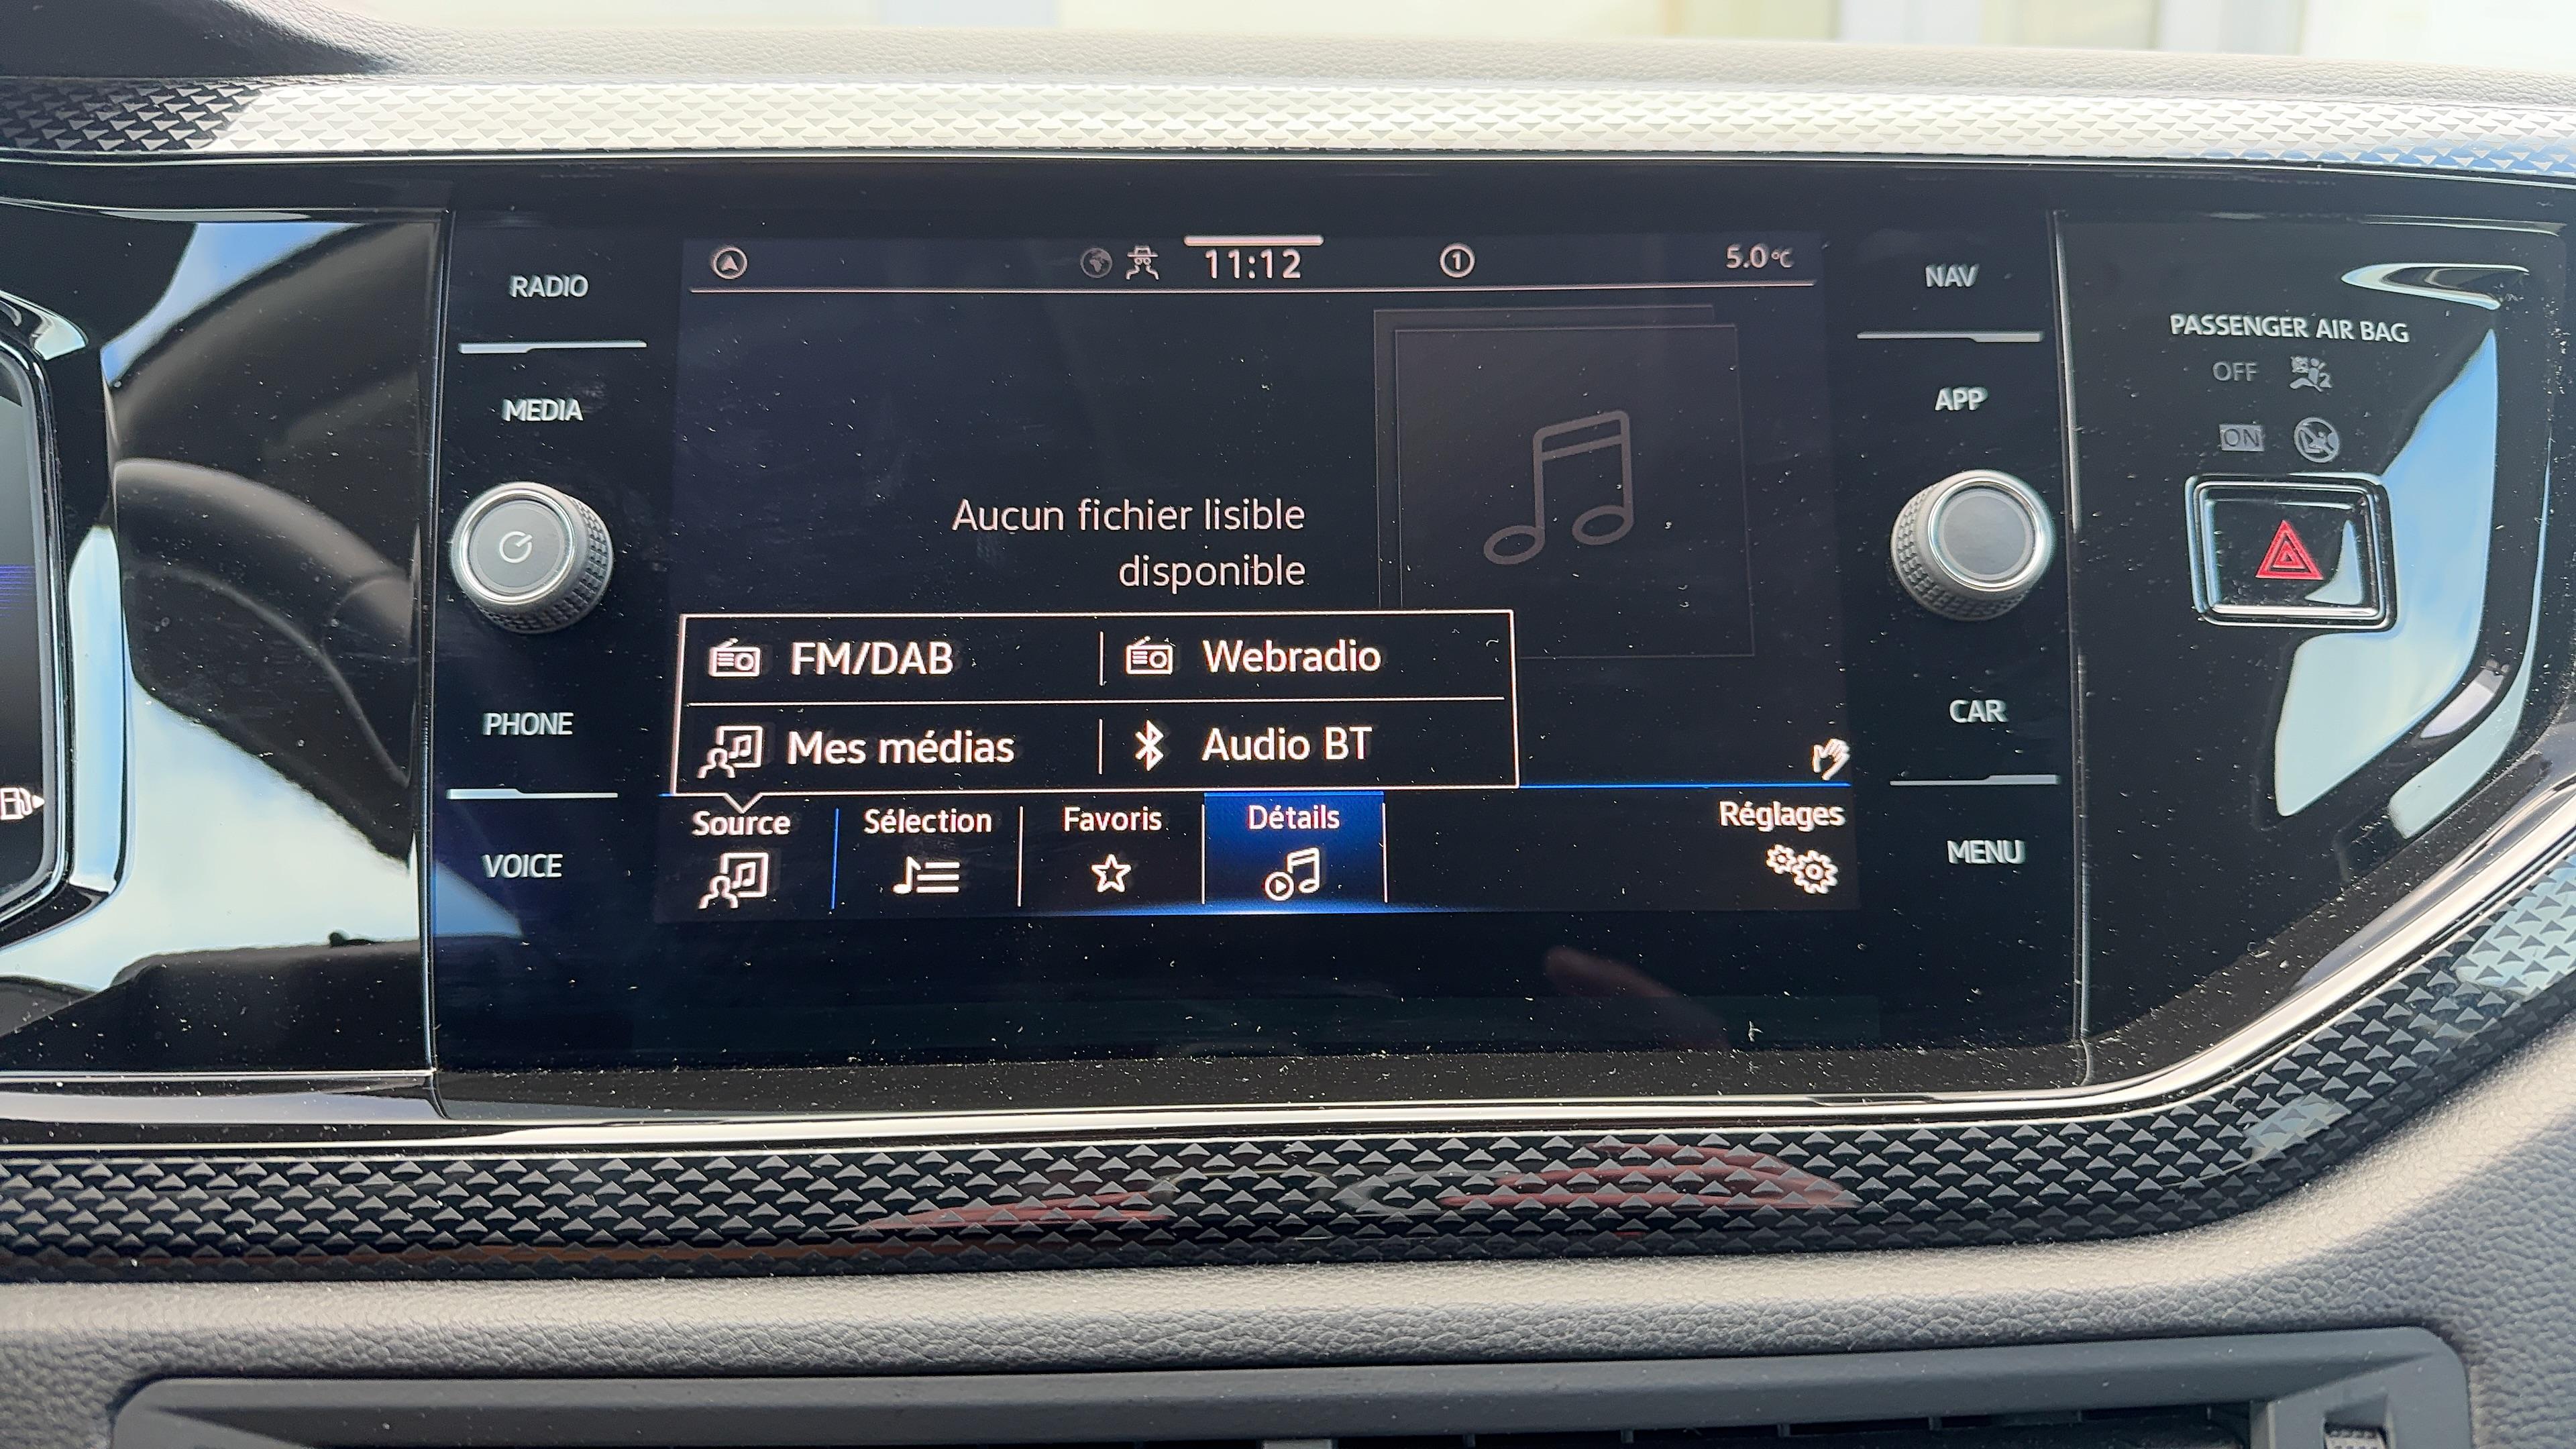 RADIO
MEDIA
PHONE
VOICE
11:12
1
5.0°C
Aucun fichier lisible
disponible
FM/DAB
Webradio
Mes médias
Audio BT
Source
Sélection
Favoris
Détails
Réglages
NAV
APP
CAR
MENU
PASSENGER AIR BAG
OFF
ON